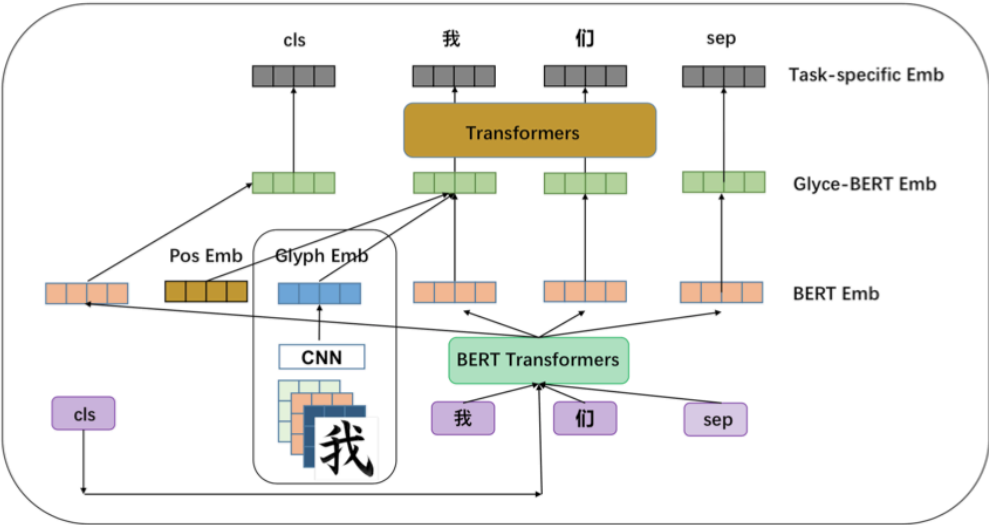 cls 我 们 sep
Task-specific Emb
Transformers
Glyce-BERT Emb
Pos Emb Glyph Emb
BERT Emb
CNN
BERT Transformers
cls 我 们 sep
我